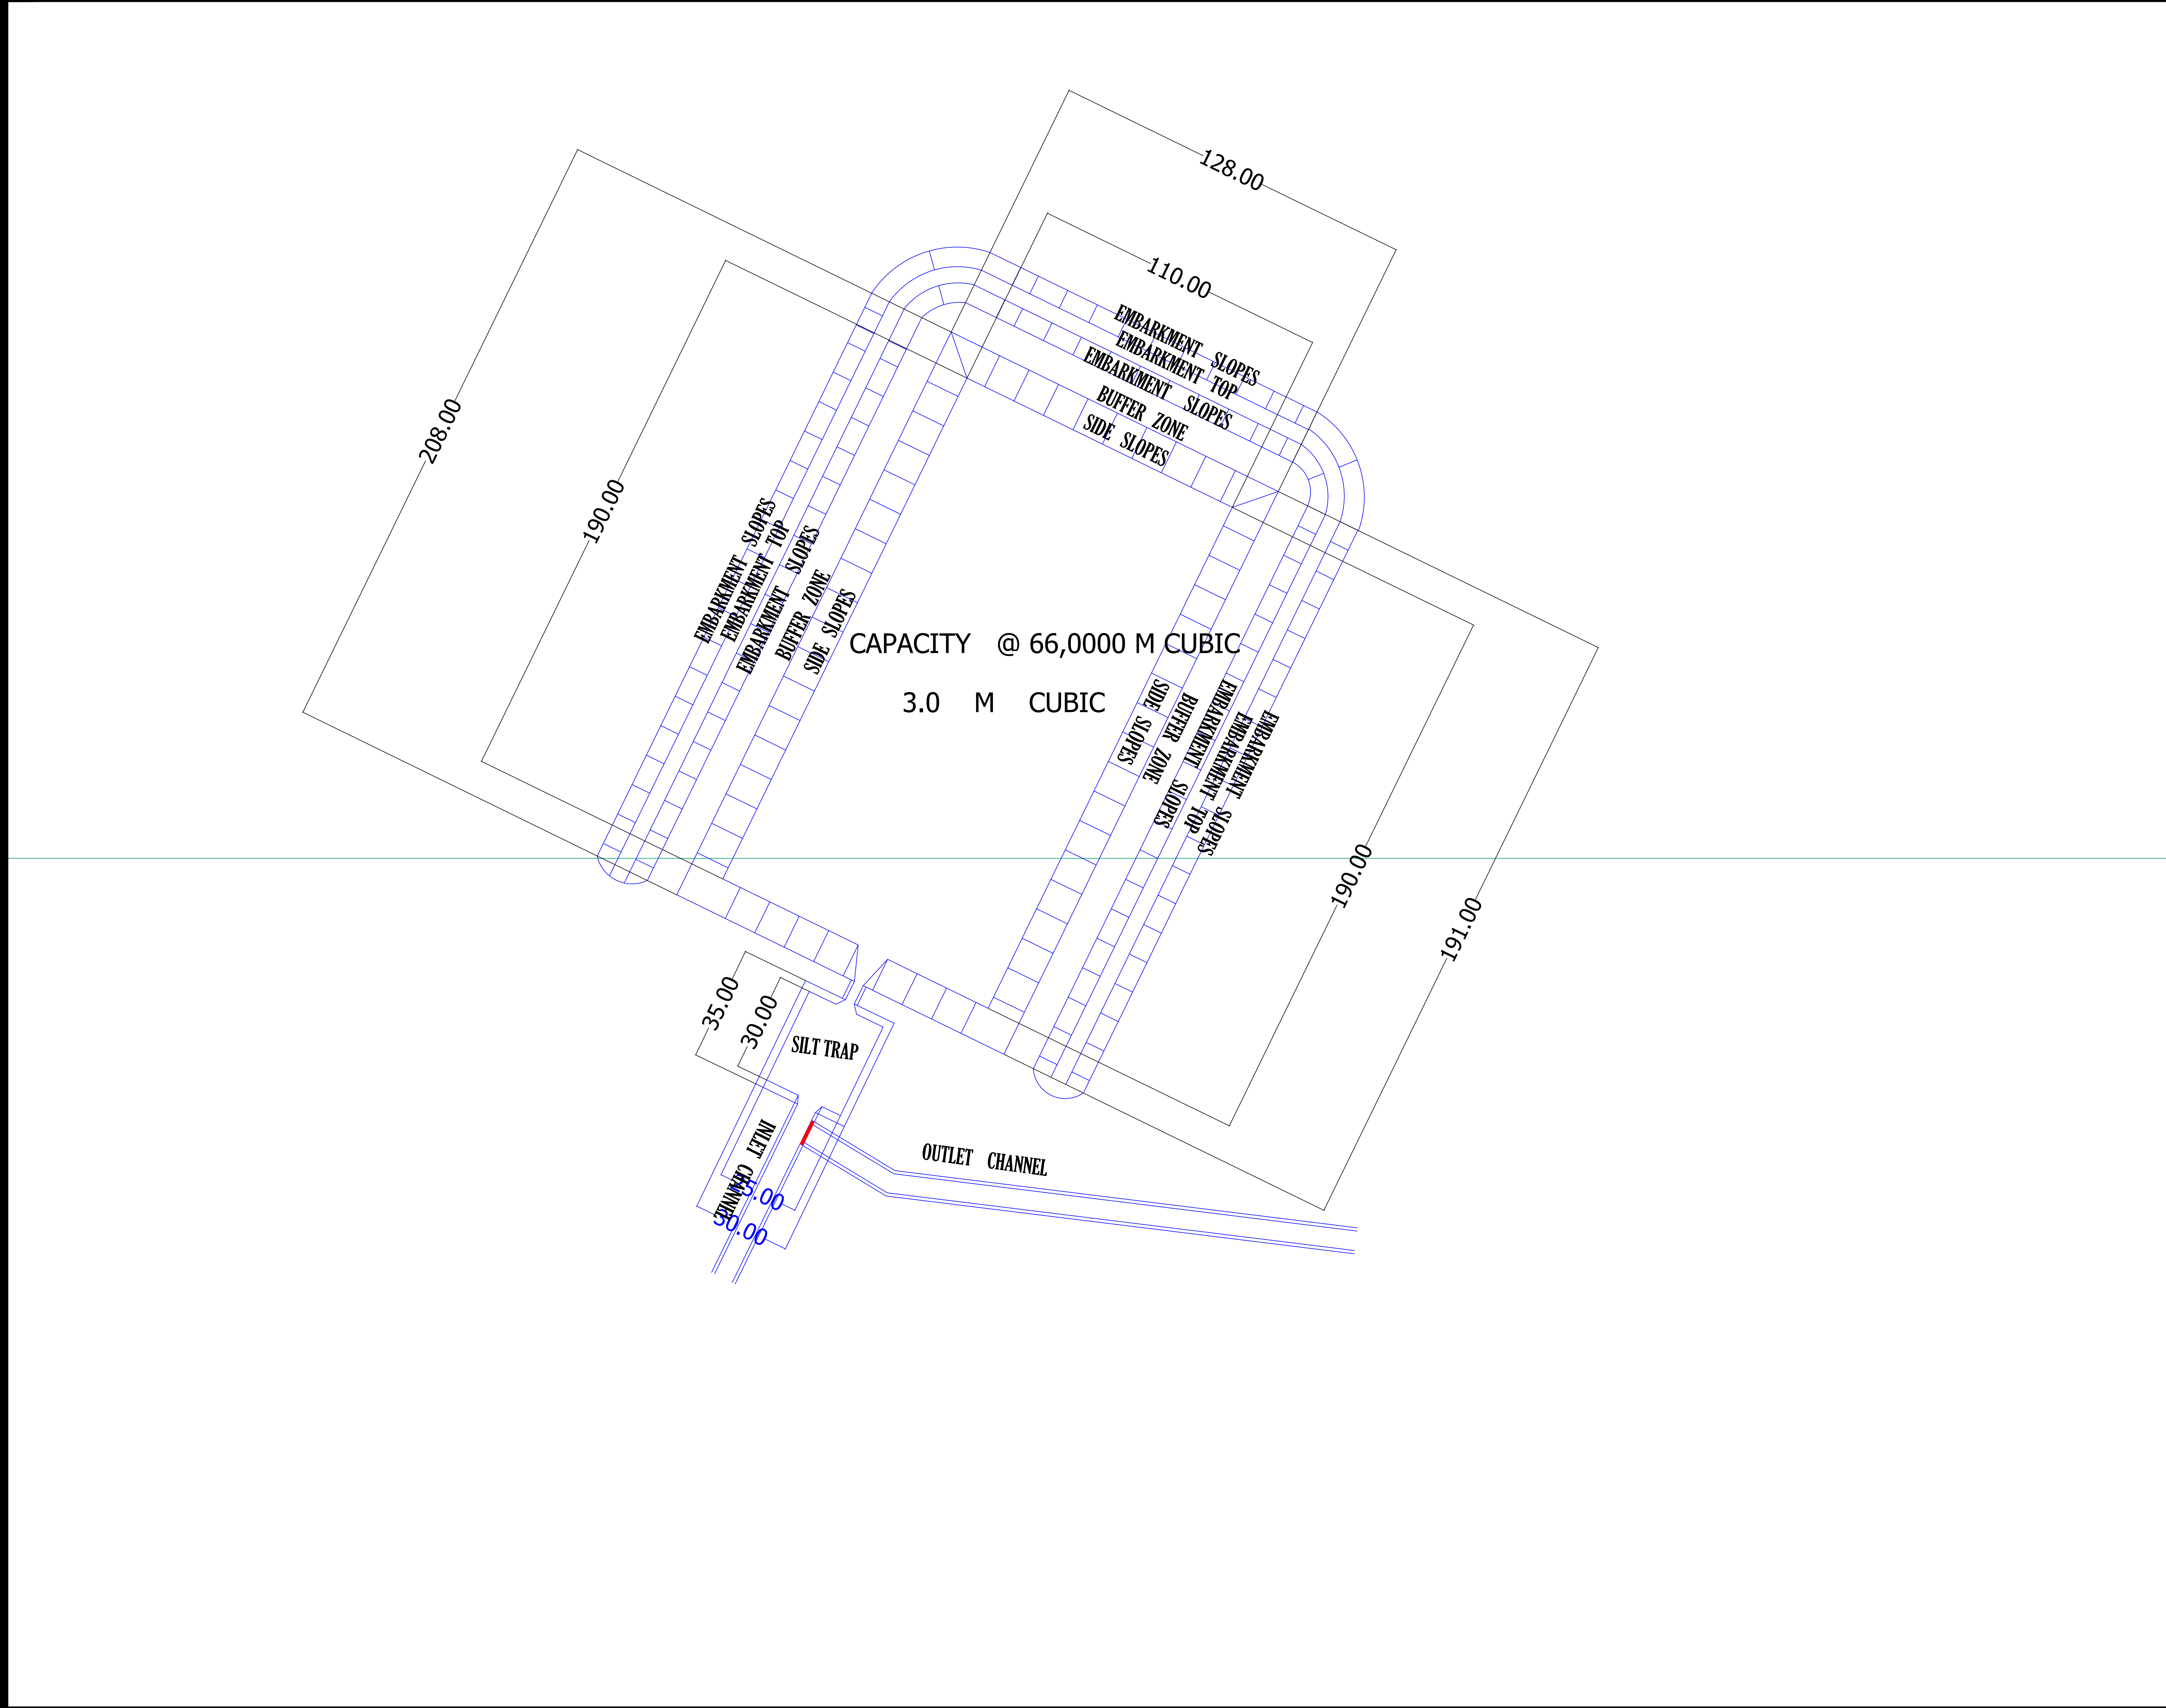 128.00
110.00
208.00
190.00
EMBARKMENT SLOPES
EMBARKMENT TOP
EMBARKMENT SLOPES
BUFFER ZONE
SIDE SLOPES
EMBARKMENT SLOPES
EMBARKMENT TOP
EMBARKMENT SLOPES
BUFFER ZONE
SIDE SLOPES
CAPACITY @ 66,0000 M CUBIC
3.0 M CUBIC
SIDE SLOPES
BUFFER ZONE
EMBARKMENT SLOPES
EMBARKMENT TOP
EMBARKMENT SLOPES
190.00
191.00
35.00
30.00
SILT TRAP
INLET CHANNEL
OUTLET CHANNEL
30.00